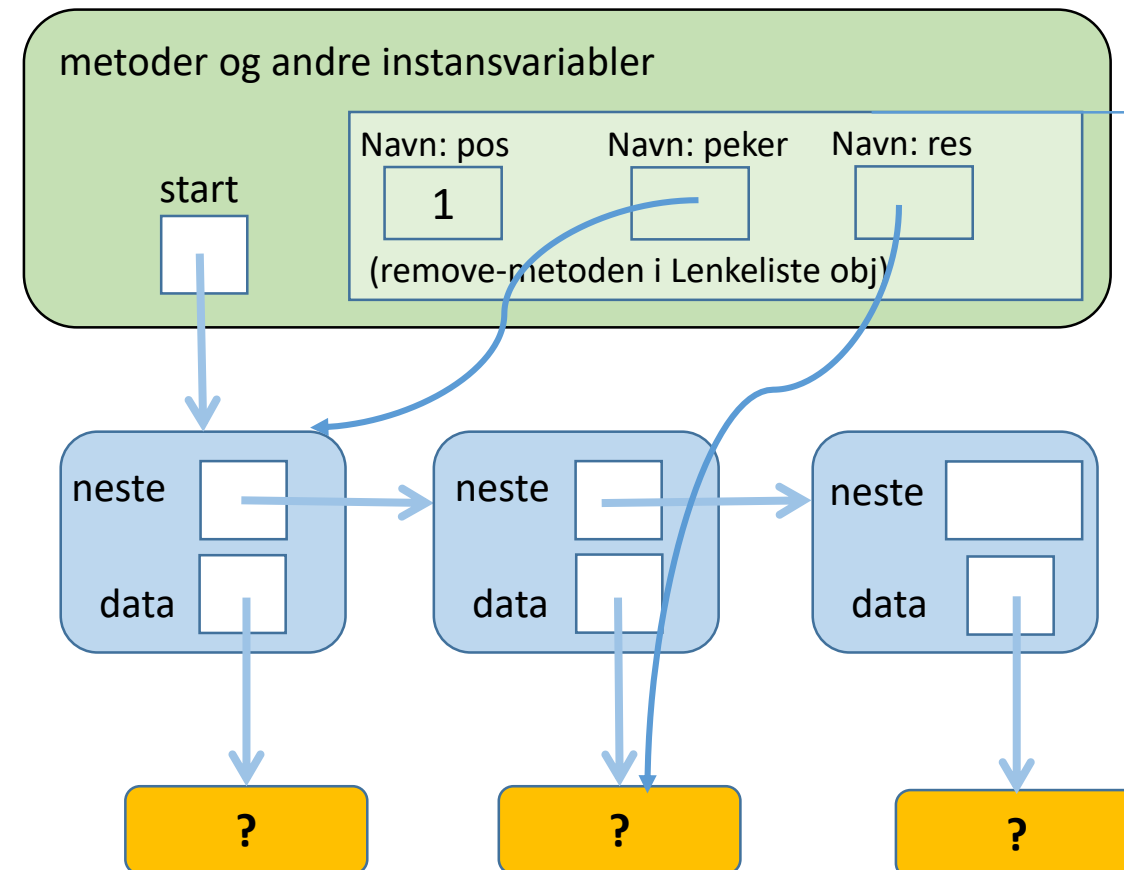 metoder og andre instansvariabler
Navn: pos Navn: peker Navn: res
start
1
(remove-metoden i Lenkeliste obj)
neste neste neste
data data data
? ? ?